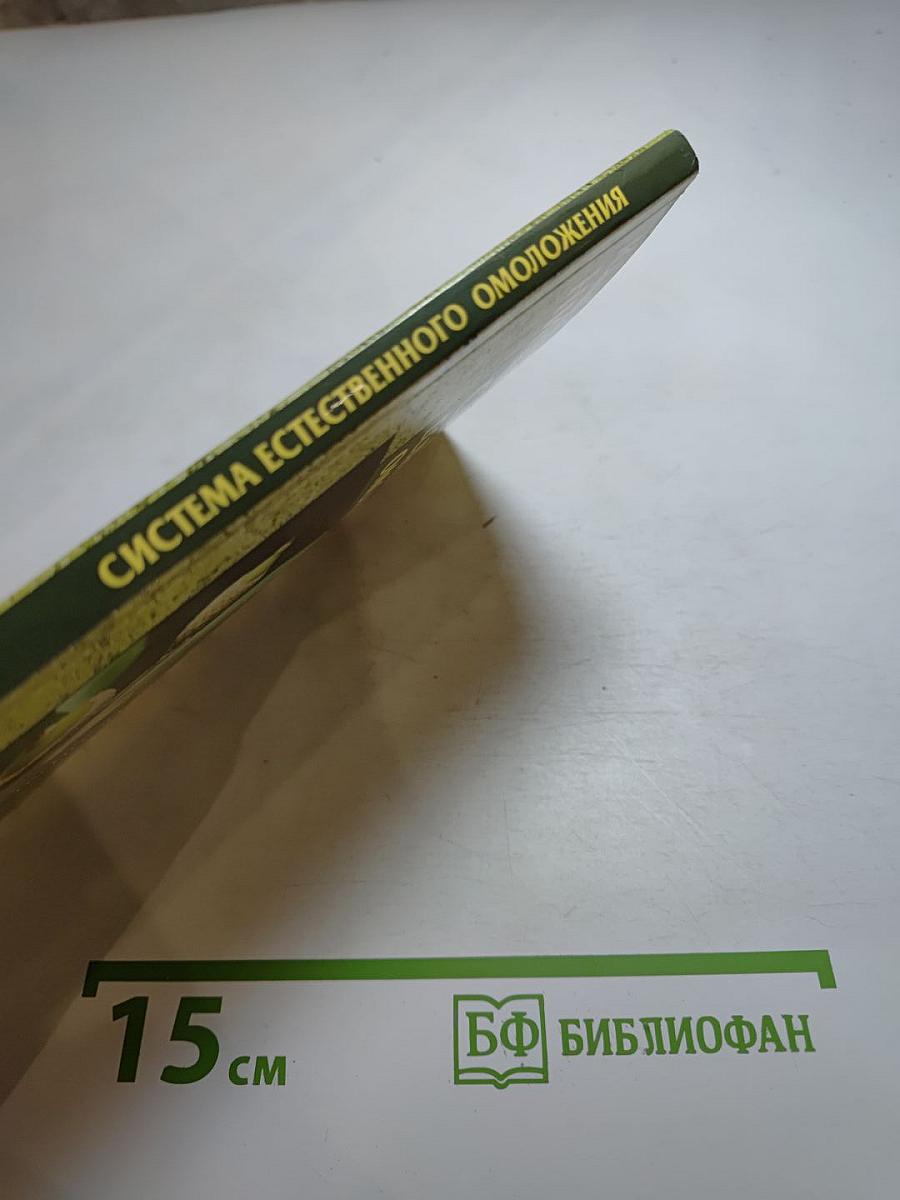 СИСТЕМА ЕСТЕСТВЕННОГО ОМОЛОЖЕНИЯ
15 см
БФ БИБЛИОФАН